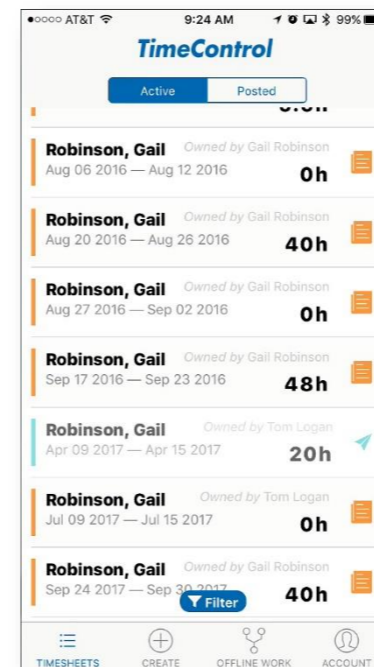 AT&T 9:24 AM 99%
TimeControl
Active Posted
Robinson, Gail Owned by Gail Robinson
Aug 06 2016 — Aug 12 2016 0h
Robinson, Gail Owned by Gail Robinson
Aug 20 2016 — Aug 26 2016 40h
Robinson, Gail Owned by Gail Robinson
Aug 27 2016 — Sep 02 2016 0h
Robinson, Gail Owned by Gail Robinson
Sep 17 2016 — Sep 23 2016 48h
Robinson, Gail Owned by Tom Logan
Apr 09 2017 — Apr 15 2017 20h
Robinson, Gail Owned by Tom Logan
Jul 09 2017 — Jul 15 2017 0h
Robinson, Gail Owned by Gail Robinson
Sep 24 2017 — Sep 30 2017 40h
Filter
TIMESHEETS CREATE OFFLINE WORK ACCOUNT